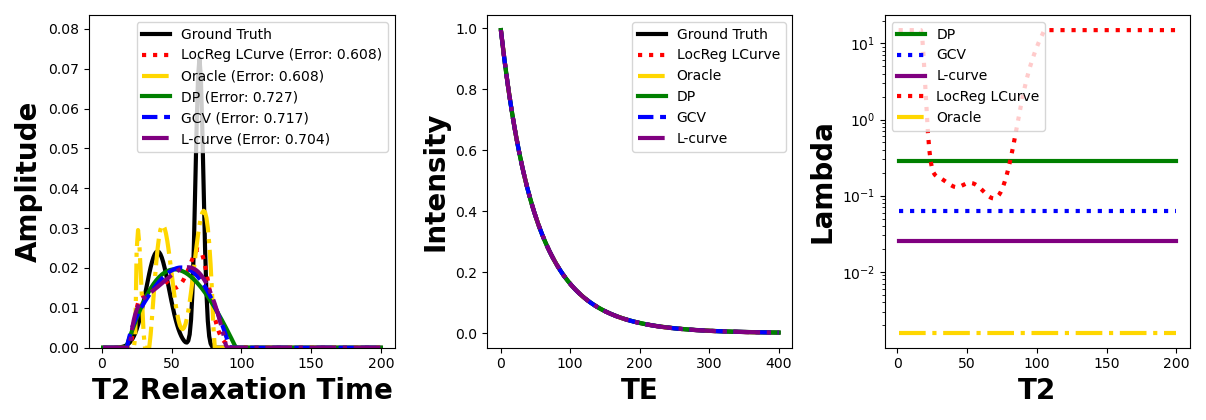 0.08
0.07
0.06
0.05
0.04
0.03
0.02
0.01
0.00
0
50
100
150
200
Amplitude
T2 Relaxation Time
Ground Truth
LocReg LCurve (Error: 0.608)
Oracle (Error: 0.608)
DP (Error: 0.727)
GCV (Error: 0.717)
L-curve (Error: 0.704)
1.0
0.8
0.6
0.4
0.2
0.0
0
100
200
300
400
Intensity
TE
Ground Truth
LocReg LCurve
Oracle
DP
GCV
L-curve
10¹
10⁰
10⁻¹
10⁻²
0
50
100
150
200
Lambda
T2
DP
GCV
L-curve
LocReg LCurve
Oracle